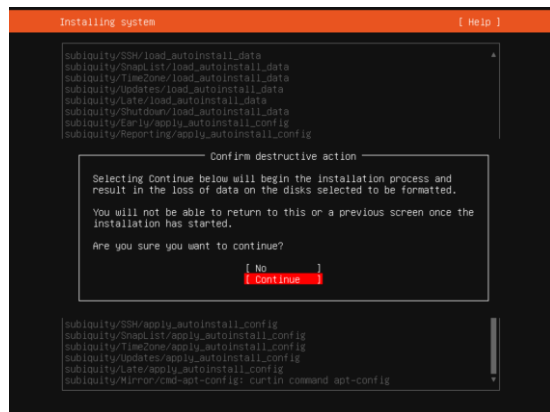 Installing system [ Help ]
subiquity/SSH/load_autoinstall_data
subiquity/SnapList/load_autoinstall_data
subiquity/TimeZone/load_autoinstall_data
subiquity/Updates/load_autoinstall_data
subiquity/Late/load_autoinstall_data
subiquity/Shutdown/load_autoinstall_data
subiquity/Early/apply_autoinstall_config
subiquity/Reporting/apply_autoinstall_config
Confirm destructive action
Selecting Continue below will begin the installation process and
result in the loss of data on the disks selected to be formatted.
You will not be able to return to this or a previous screen once the
installation has started.
Are you sure you want to continue?
[ No ]
[ Continue ]
subiquity/SSH/apply_autoinstall_config
subiquity/SnapList/apply_autoinstall_config
subiquity/TimeZone/apply_autoinstall_config
subiquity/Updates/apply_autoinstall_config
subiquity/Late/apply_autoinstall_config
subiquity/Mirror/cmd-apt-config: curtin command apt-config